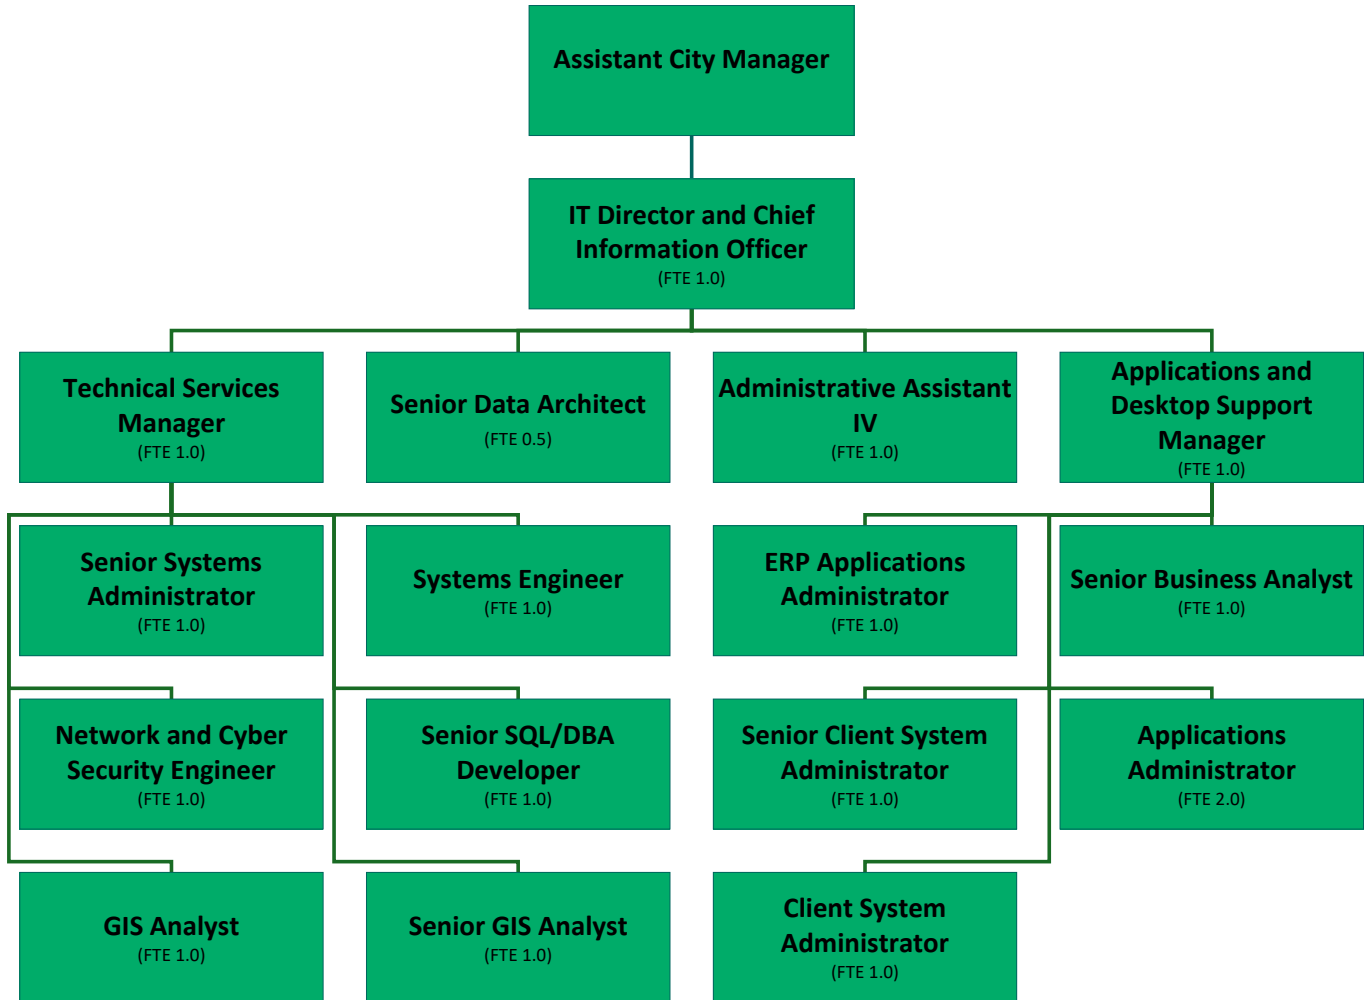 Assistant City Manager
IT Director and Chief
Information Officer
(FTE 1.0)
Technical Services
Manager
(FTE 1.0)
Senior Data Architect
(FTE 0.5)
Administrative Assistant
IV
(FTE 1.0)
Applications and
Desktop Support
Manager
(FTE 1.0)
Senior Systems
Administrator
(FTE 1.0)
Systems Engineer
(FTE 1.0)
ERP Applications
Administrator
(FTE 1.0)
Senior Business Analyst
(FTE 1.0)
Network and Cyber
Security Engineer
(FTE 1.0)
Senior SQL/DBA
Developer
(FTE 1.0)
Senior Client System
Administrator
(FTE 1.0)
Applications
Administrator
(FTE 2.0)
GIS Analyst
(FTE 1.0)
Senior GIS Analyst
(FTE 1.0)
Client System
Administrator
(FTE 1.0)